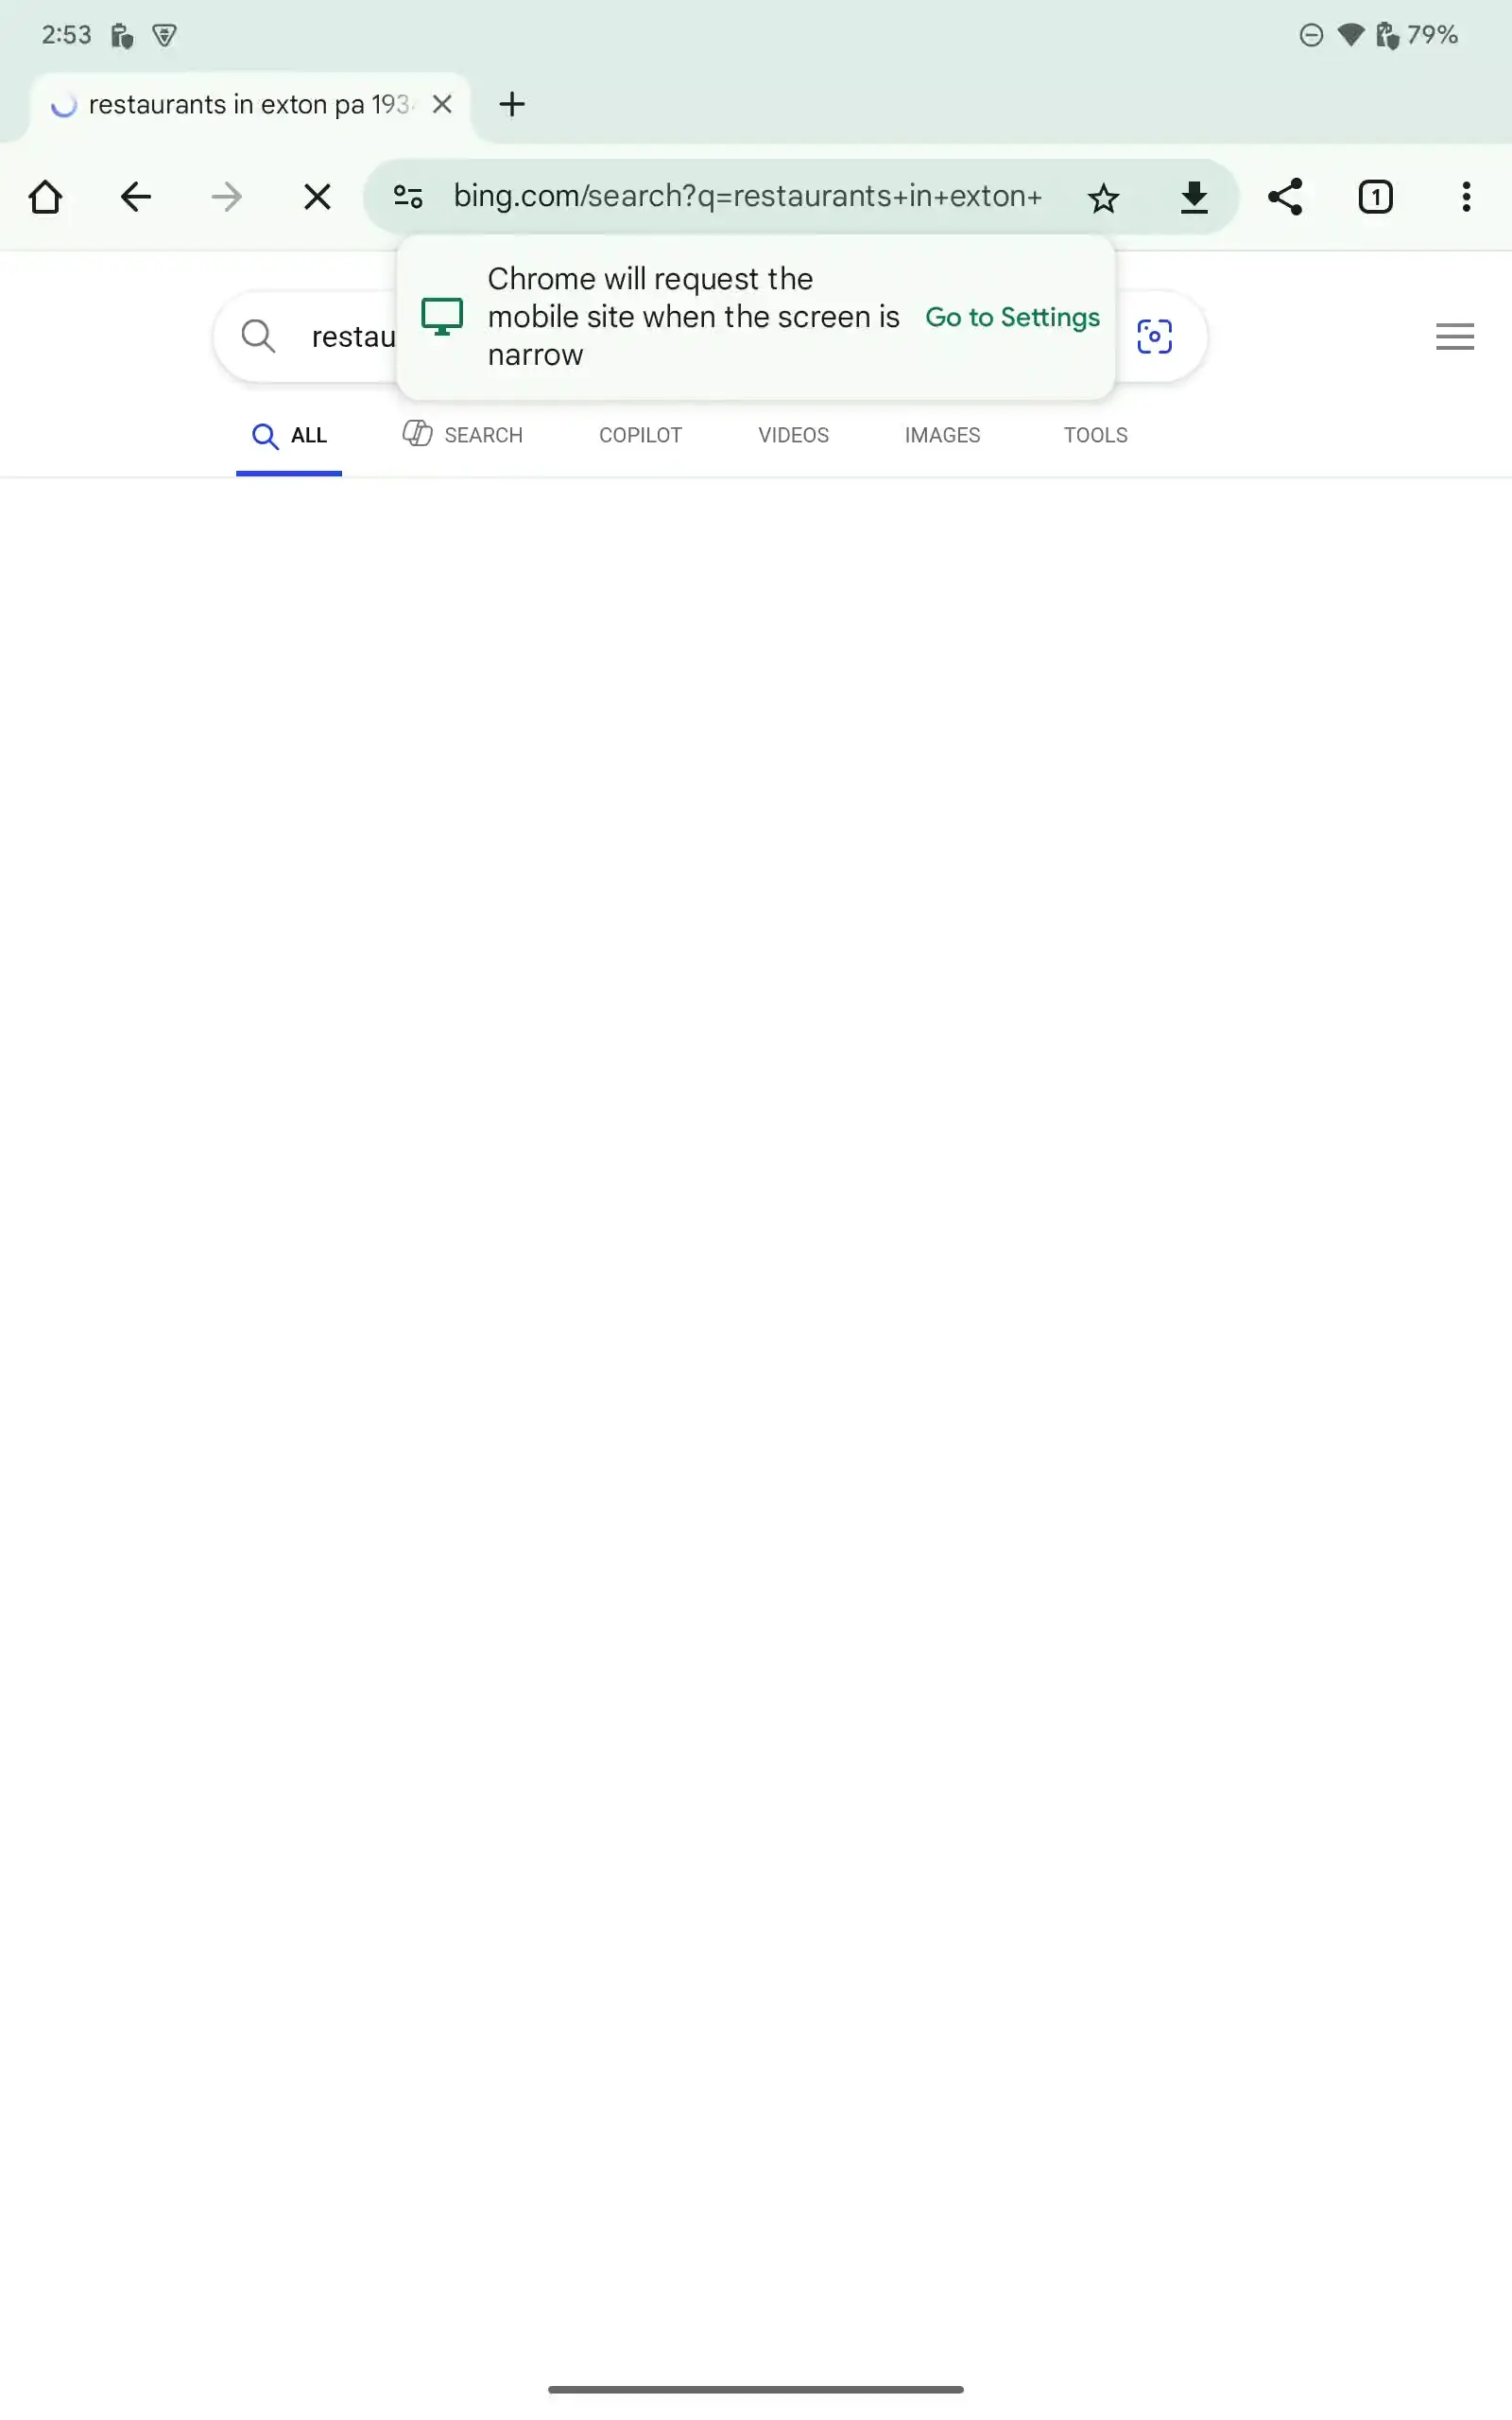 2:53
79%
restaurants in exton pa 193
bing.com/search?q=restaurants+in+exton+
1
Chrome will request the
mobile site when the screen is
narrow
Go to Settings
restau
ALL
SEARCH
COPILOT
VIDEOS
IMAGES
TOOLS